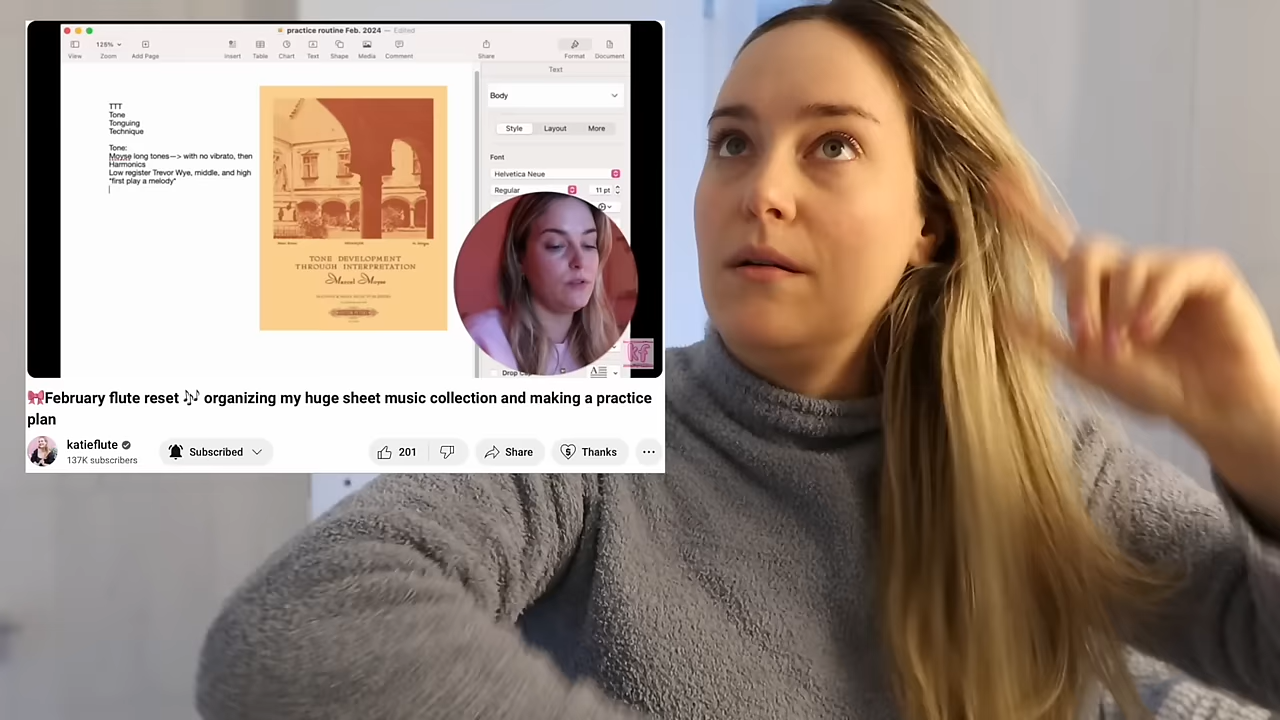 practice routine Feb. 2024 — Edited
128%
View Zoom Add Page Insert Table Chart Text Shape Media Comment Share Format Document
Text
Body
Style Layout More
Font
Helvetica Neue
Regular 11 pt
TTT
Tone
Tonguing
Technique
Tone:
Moyse long tones—> with no vibrato, then
Harmonics
Low register Trevor Wye, middle, and high
"first play a melody"
TONE DEVELOPMENT
THROUGH INTERPRETATION
Marcel Moyse
Drop Cap
kf
🎀February flute reset 🎶 organizing my huge sheet music collection and making a practice
plan
katieflute
137K subscribers
Subscribed
201
Share
Thanks